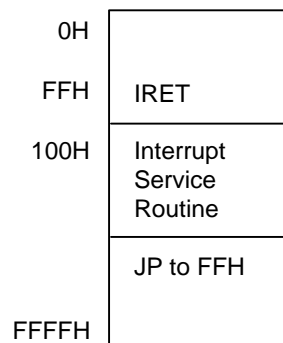 0H
FFH IRET
100H Interrupt
Service
Routine
JP to FFH
FFFFH